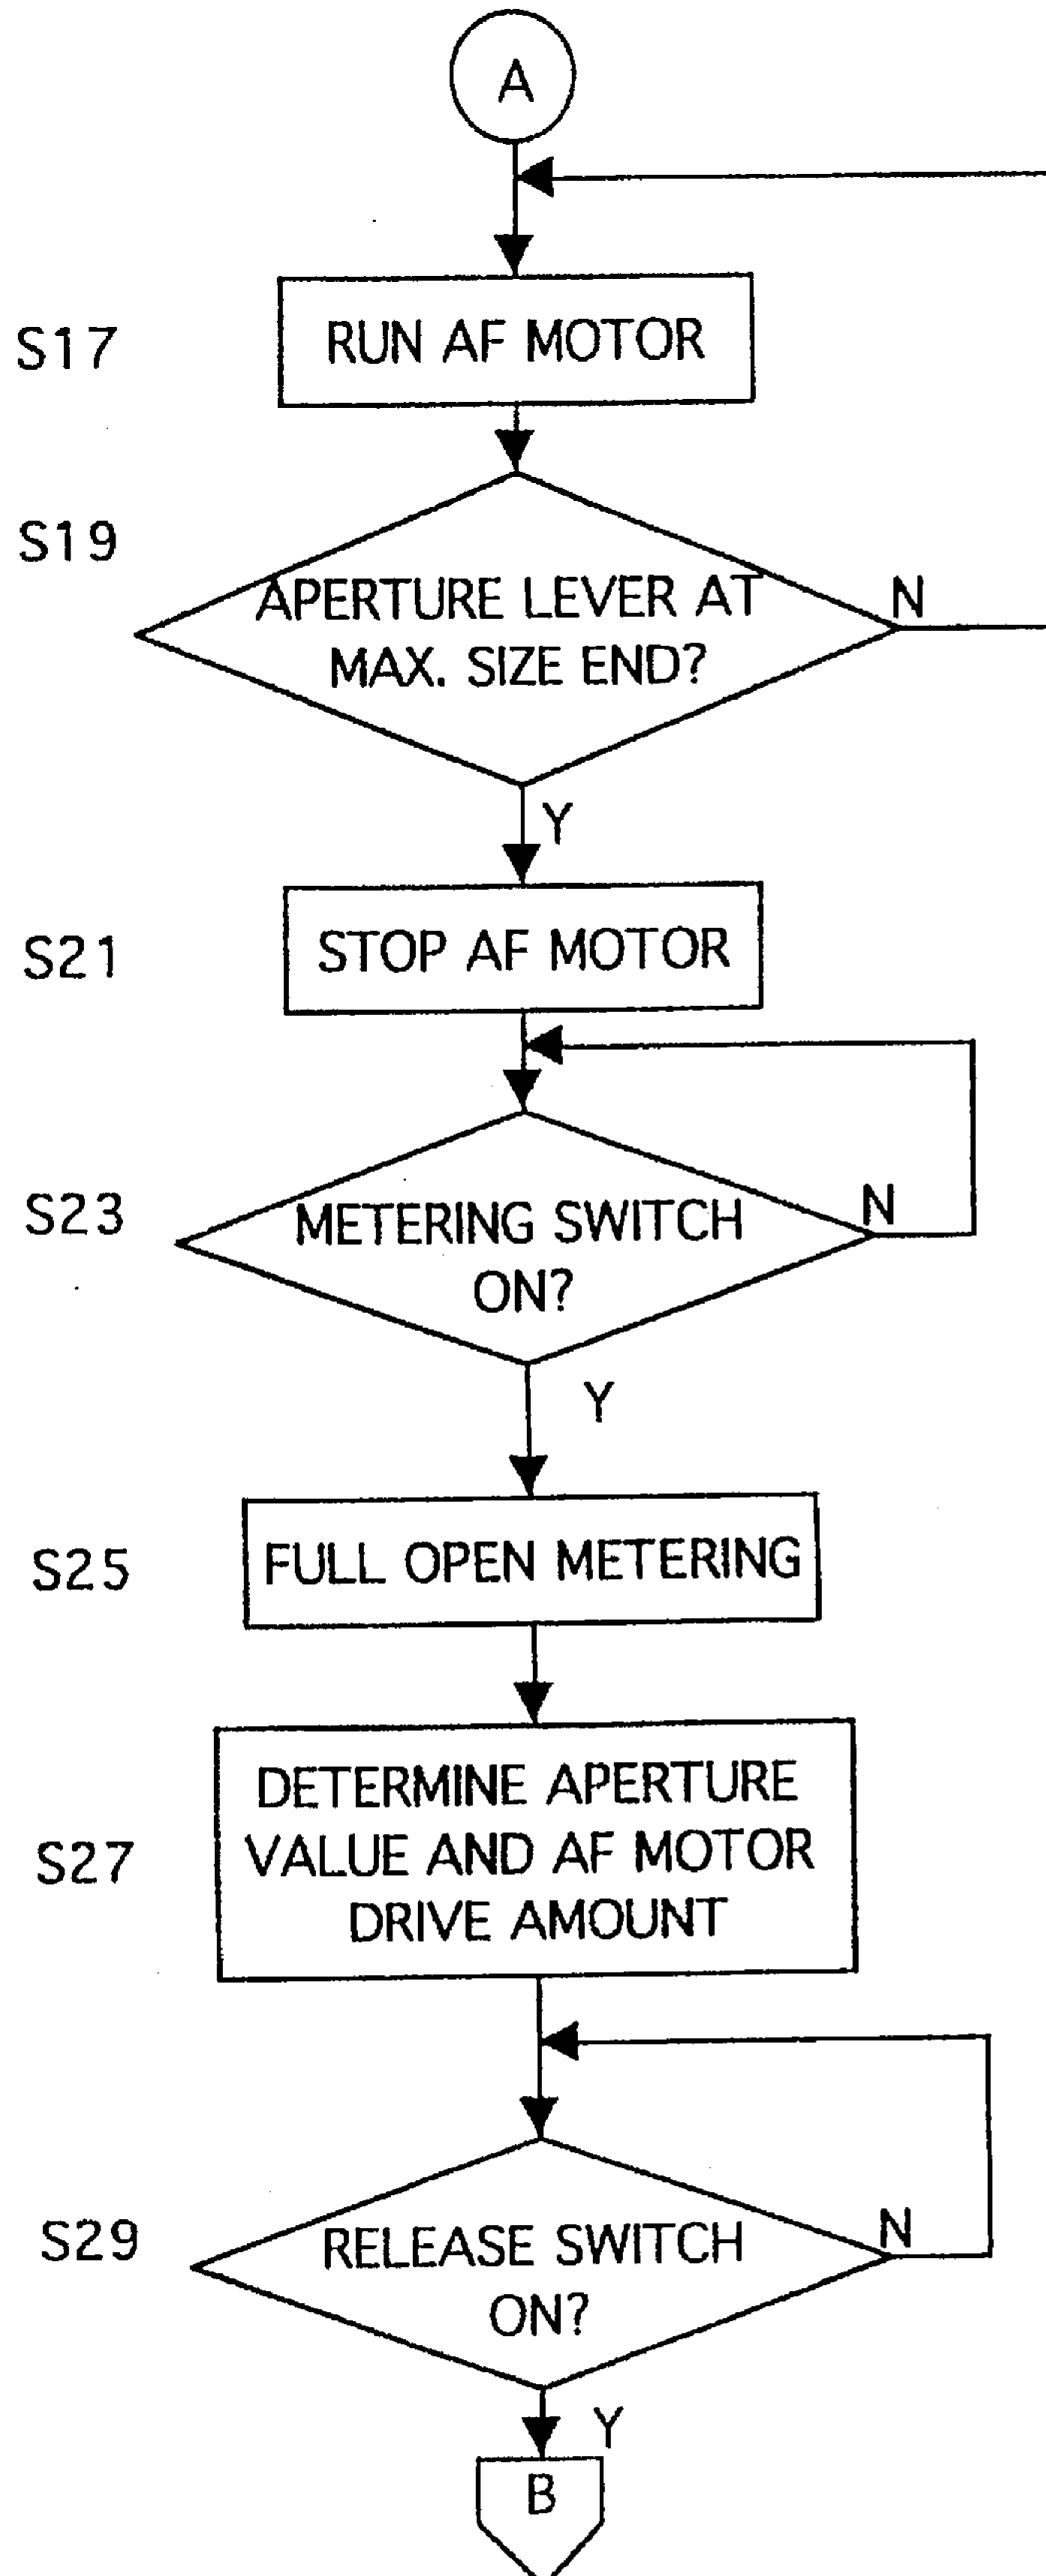 A
S17
RUN AF MOTOR
S19
APERTURE LEVER AT
MAX. SIZE END?
N
Y
S21
STOP AF MOTOR
S23
METERING SWITCH
ON?
N
Y
S25
FULL OPEN METERING
S27
DETERMINE APERTURE
VALUE AND AF MOTOR
DRIVE AMOUNT
S29
RELEASE SWITCH
ON?
N
Y
B